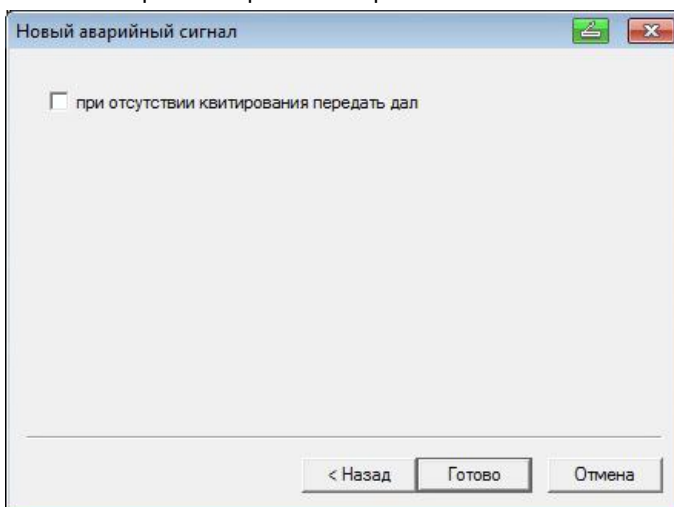 Новый аварийный сигнал
при отсутствии квитирования передать дал
< Назад
Готово
Отмена